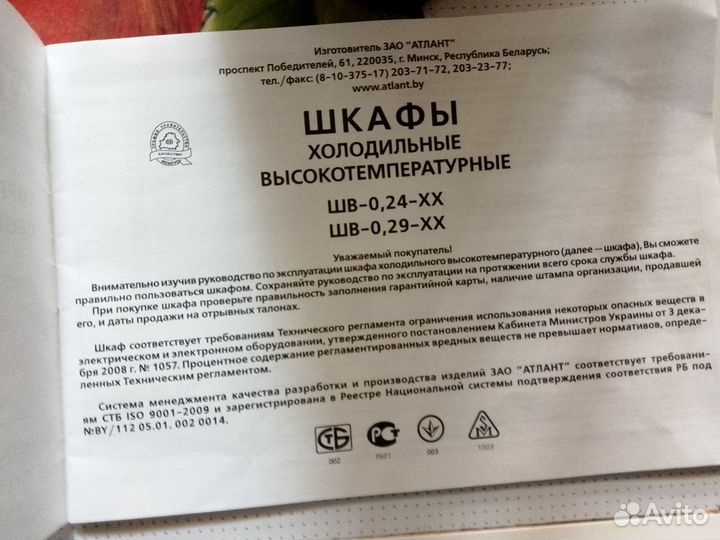 Изготовитель ЗАО "АТЛАНТ"
проспект Победителей, 61, 220035, г. Минск, Республика Беларусь;
тел./факс: (8-10-375-17) 203-71-72, 203-23-77;
www.atlant.by
ШКАФЫ
ХОЛОДИЛЬНЫЕ
ВЫСОКОТЕМПЕРАТУРНЫЕ
ШВ-0,24-ХХ
ШВ-0,29-ХХ
Уважаемый покупатель!
Внимательно изучив руководство по эксплуатации шкафа холодильного высокотемпературного (далее — шкафа), Вы сможете
правильно пользоваться шкафом. Сохраняйте руководство по эксплуатации на протяжении всего срока службы шкафа.
При покупке шкафа проверьте правильность заполнения гарантийной карты, наличие штампа организации, продавшей
его, и даты продажи на отрывных талонах.
Шкаф соответствует требованиям Технического регламента ограничения использования некоторых опасных веществ в
электрическом и электронном оборудовании, утвержденного постановлением Кабинета Министров Украины от 3 дека-
бря 2008 г. № 1057. Процентное содержание регламентированных вредных веществ не превышает нормативов, опреде-
ленных Техническим регламентом.
Система менеджмента качества разработки и производства изделий ЗАО "АТЛАНТ" соответствует требовани-
ям СТБ ISO 9001-2009 и зарегистрирована в Реестре Национальной системы подтверждения соответствия РБ под
№BY/112 05.01. 002 0014.
СТБ
002
РБ01
003
1003
Avito